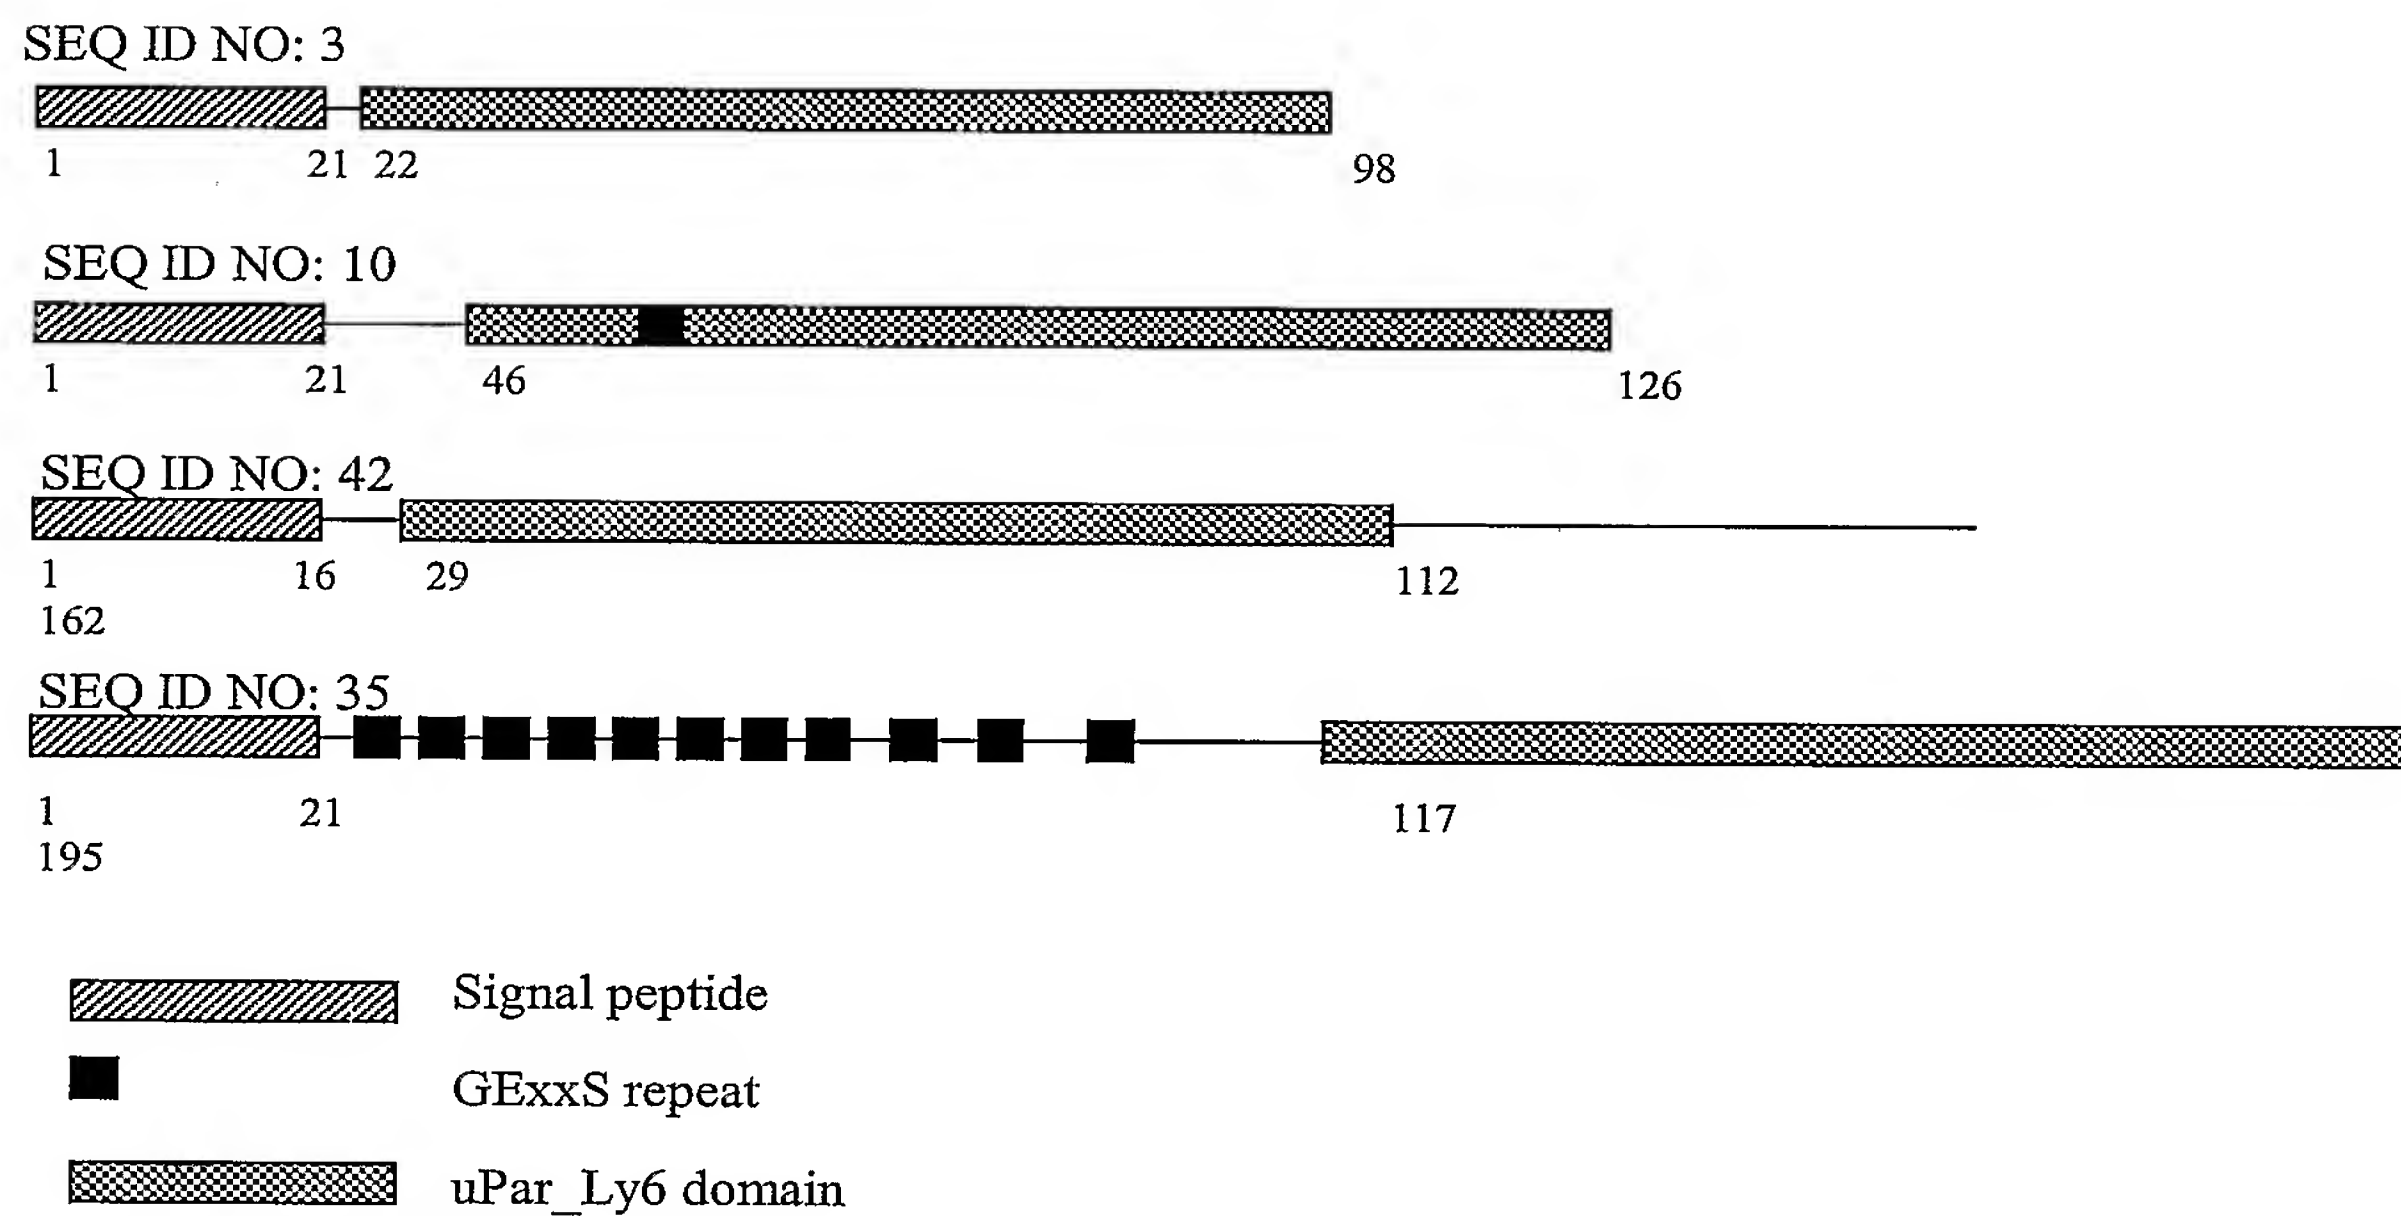 SEQ ID NO: 3
1 21 22 98
SEQ ID NO: 10
1 21 46 126
SEQ ID NO: 42
1 16 29 112
162
SEQ ID NO: 35
1 21 117
195
Signal peptide
GExxS repeat
uPar_Ly6 domain